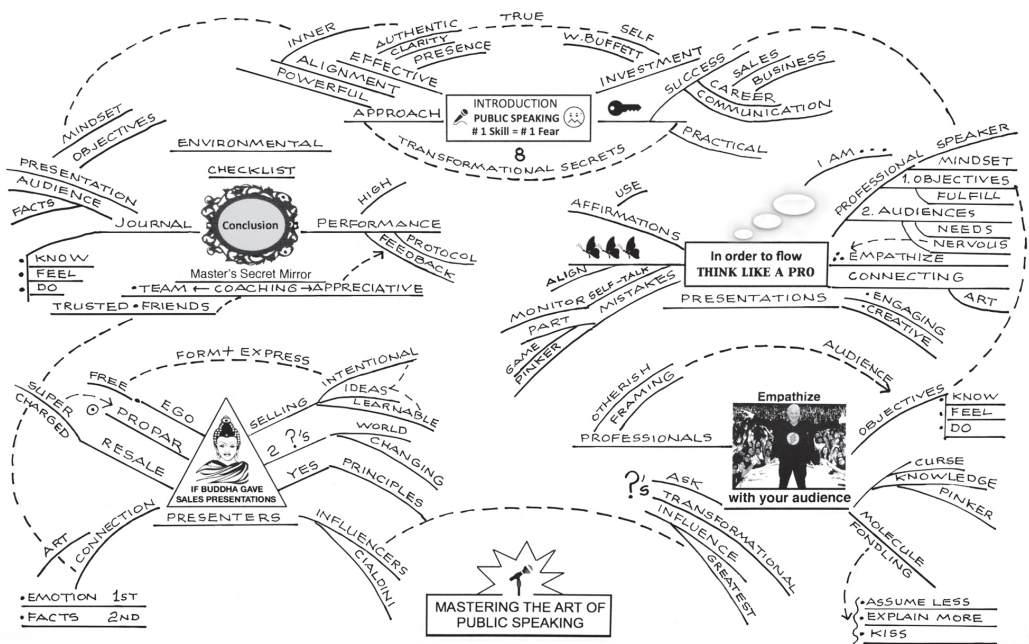 TRUE
INNER
AUTHENTIC
CLARITY
PRESENCE
EFFECTIVE
ALIGNMENT
POWERFUL
APPROACH
INTRODUCTION
PUBLIC SPEAKING
# 1 Skill = # 1 Fear
8
TRANSFORMATIONAL SECRETS
SELF
W. BUFFETT
INVESTMENT
SUCCESS
SALES
BUSINESS
CAREER
COMMUNICATION
PRACTICAL
I AM...
PROFESSIONAL SPEAKER
MINDSET
1. OBJECTIVES
FULFILL
2. AUDIENCES
NEEDS
NERVOUS
EMPATHIZE
CONNECTING
ART
In order to flow
THINK LIKE A PRO
USE
AFFIRMATIONS
ALIGN
SELF-TALK
MONITOR
MISTAKES
PART
GAME
PINKER
PRESENTATIONS
• ENGAGING
• CREATIVE
AUDIENCE
OTHERISH
FRAMING
PROFESSIONALS
Empathize
with your audience
OBJECTIVES
• KNOW
• FEEL
• DO
CURSE
KNOWLEDGE
PINKER
MOLECULE
FONDLING
• ASSUME LESS
• EXPLAIN MORE
• KISS
?'s
ASK
TRANSFORMATIONAL
INFLUENCE
GREATEST
MASTERING THE ART OF
PUBLIC SPEAKING
FORM + EXPRESS
FREE
• EGO
SUPER
CHARGED
PROPAR
RESALE
SELLING
INTENTIONAL
IDEAS
LEARNABLE
2 ?'s
WORLD
CHANGING
YES
PRINCIPLES
IF BUDDHA GAVE
SALES PRESENTATIONS
PRESENTERS
INFLUENCERS
CIALDINI
CONNECTION
ART
• EMOTION 1ST
• FACTS 2ND
MINDSET
OBJECTIVES
PRESENTATION
AUDIENCE
FACTS
JOURNAL
• KNOW
• FEEL
• DO
ENVIRONMENTAL
CHECKLIST
Conclusion
Master's Secret Mirror
HIGH
PERFORMANCE
PROTOCOL
FEEDBACK
• TEAM ← COACHING → APPRECIATIVE
TRUSTED • FRIENDS